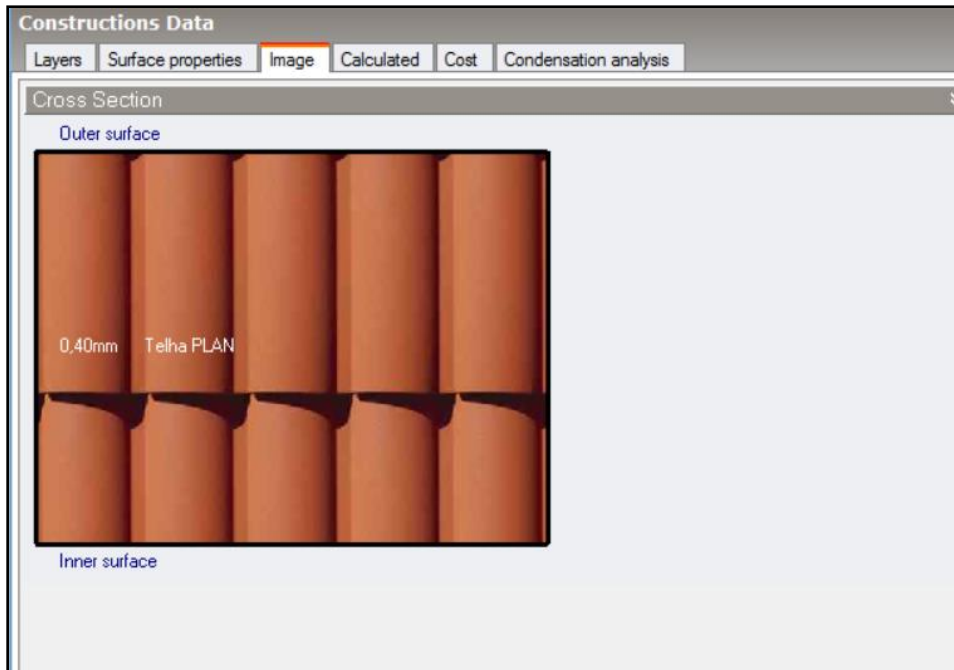 Constructions Data
Layers Surface properties Image Calculated Cost Condensation analysis
Cross Section
Outer surface
0,40mm Telha PLAN
Inner surface